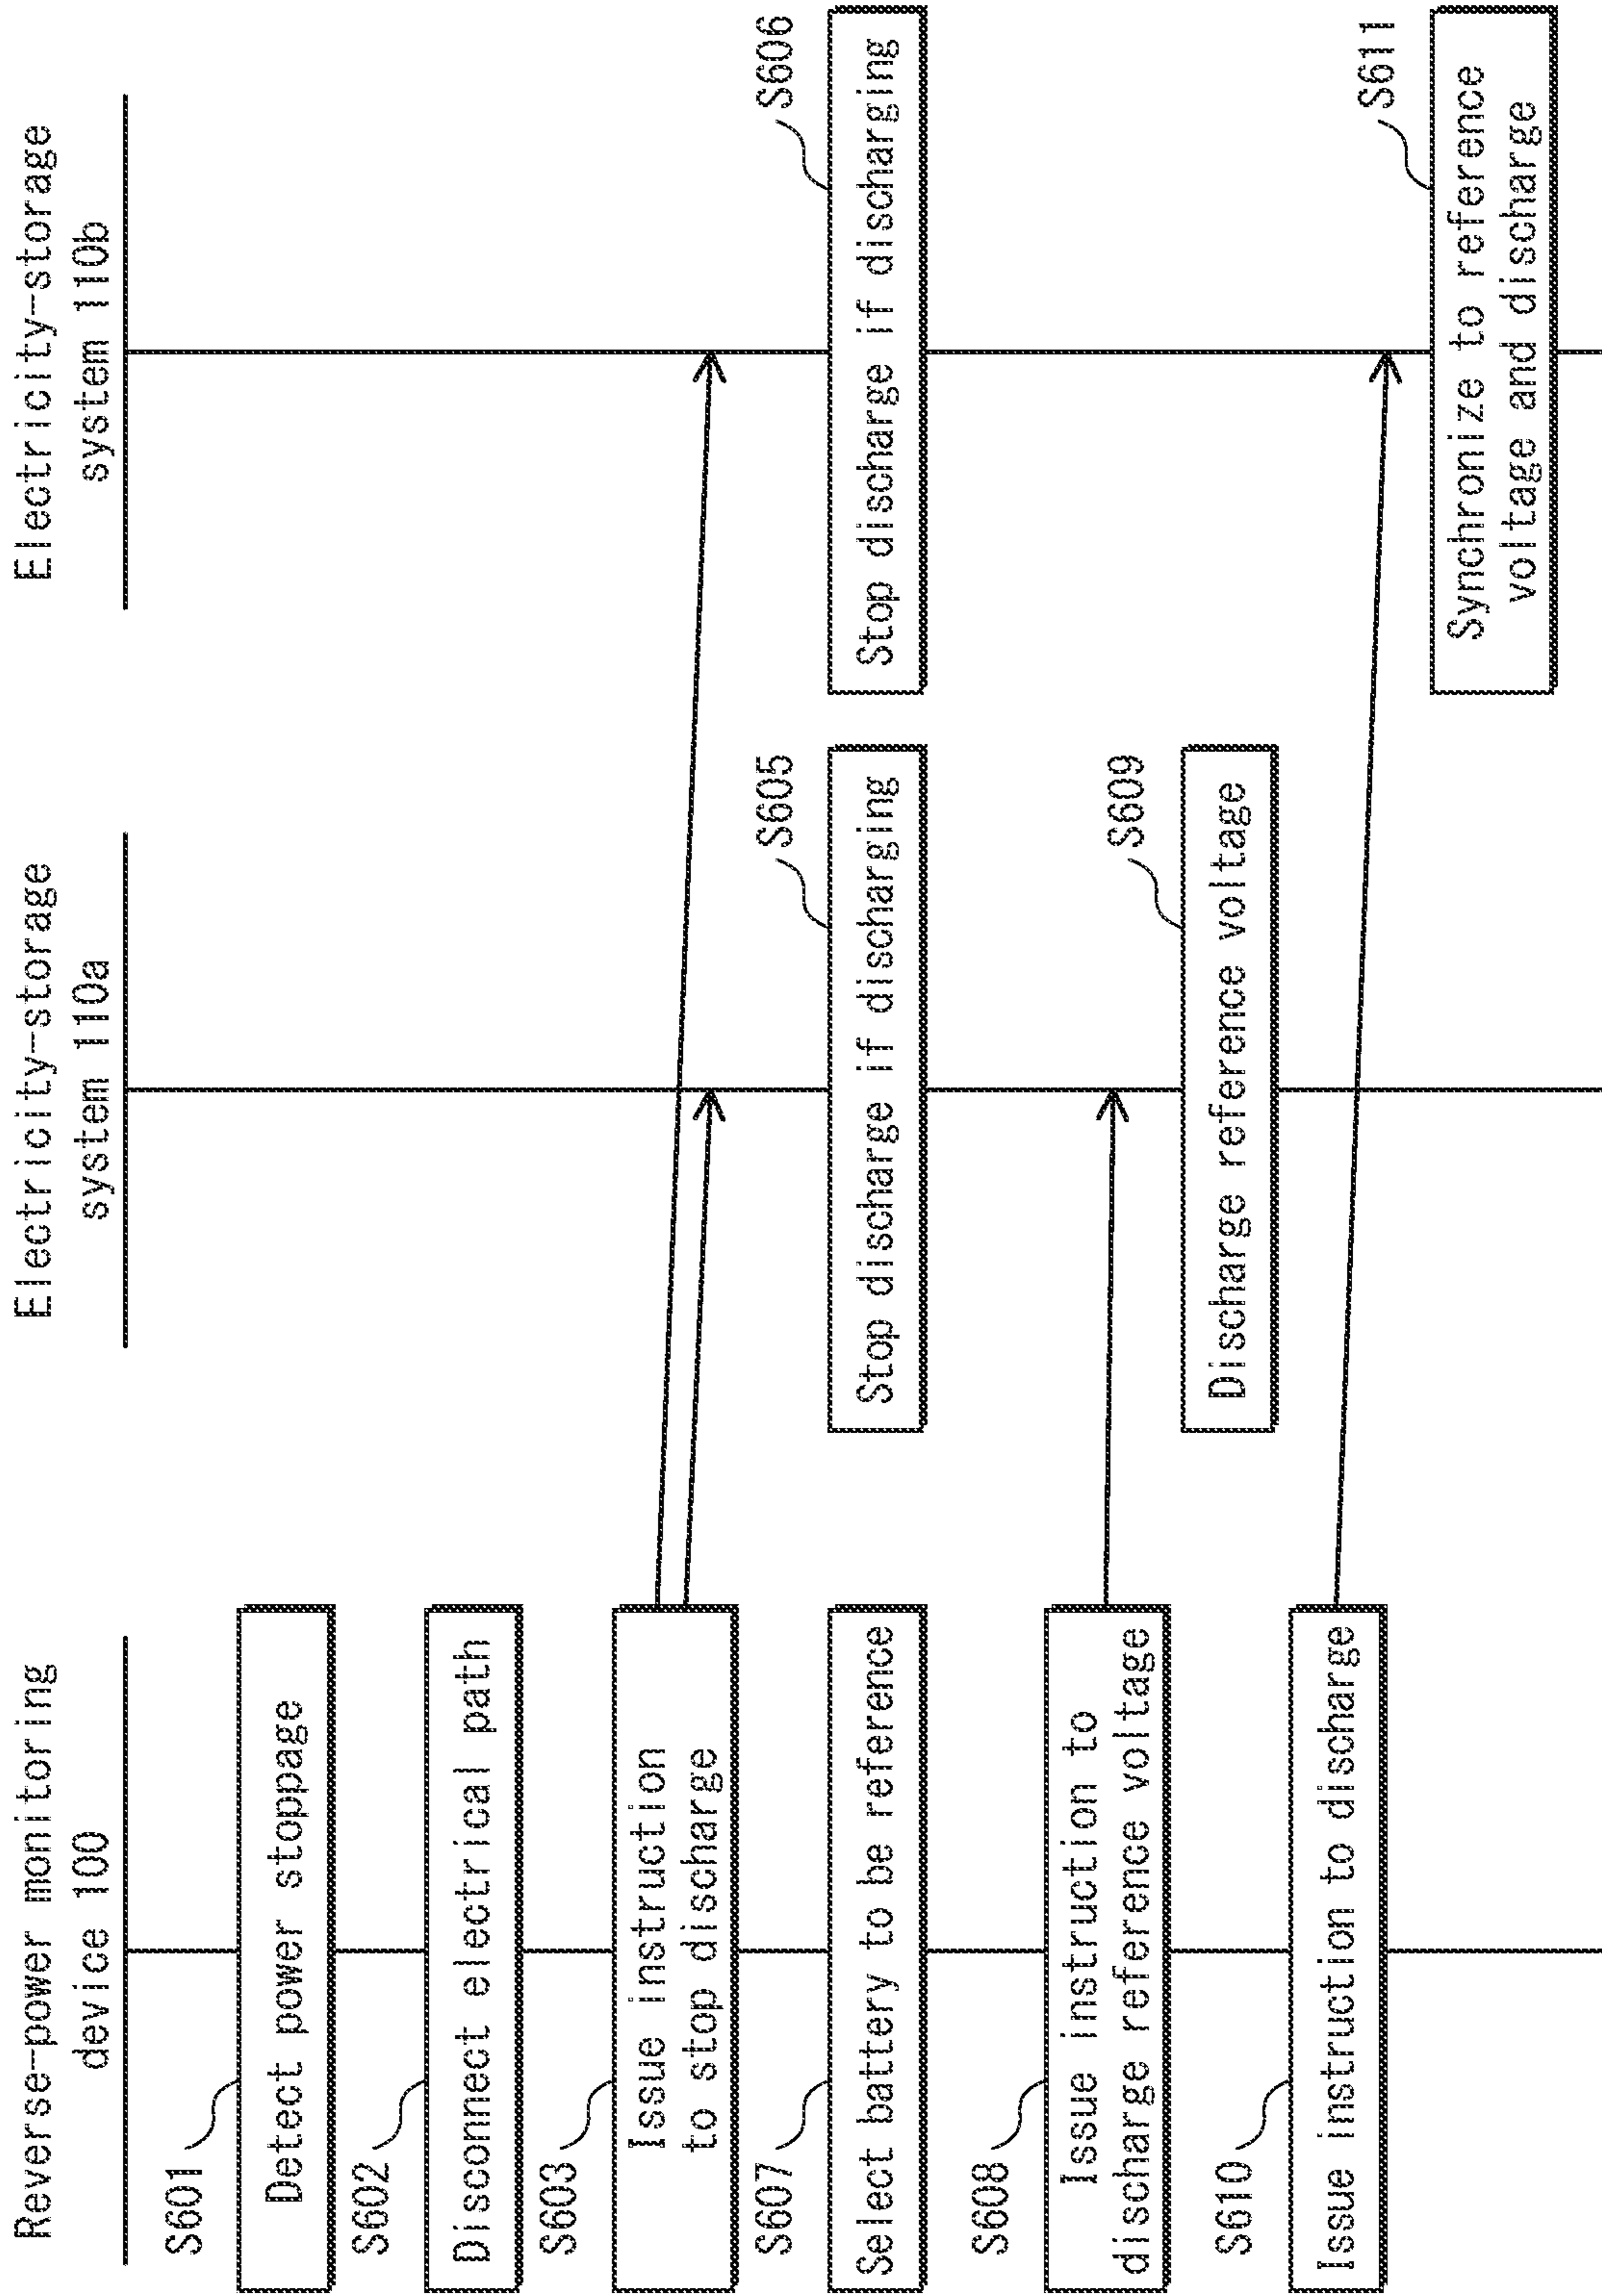 Reverse-power monitoring
device 100
Electricity-storage
system 110a
Electricity-storage
system 110b
S601
Detect power stoppage
S602
Disconnect electrical path
S603
Issue instruction
to stop discharge
S605
Stop discharge if discharging
S606
Stop discharge if discharging
S607
Select battery to be reference
S608
Issue instruction to
discharge reference voltage
S609
Discharge reference voltage
S610
Issue instruction to discharge
S611
Synchronize to reference
voltage and discharge